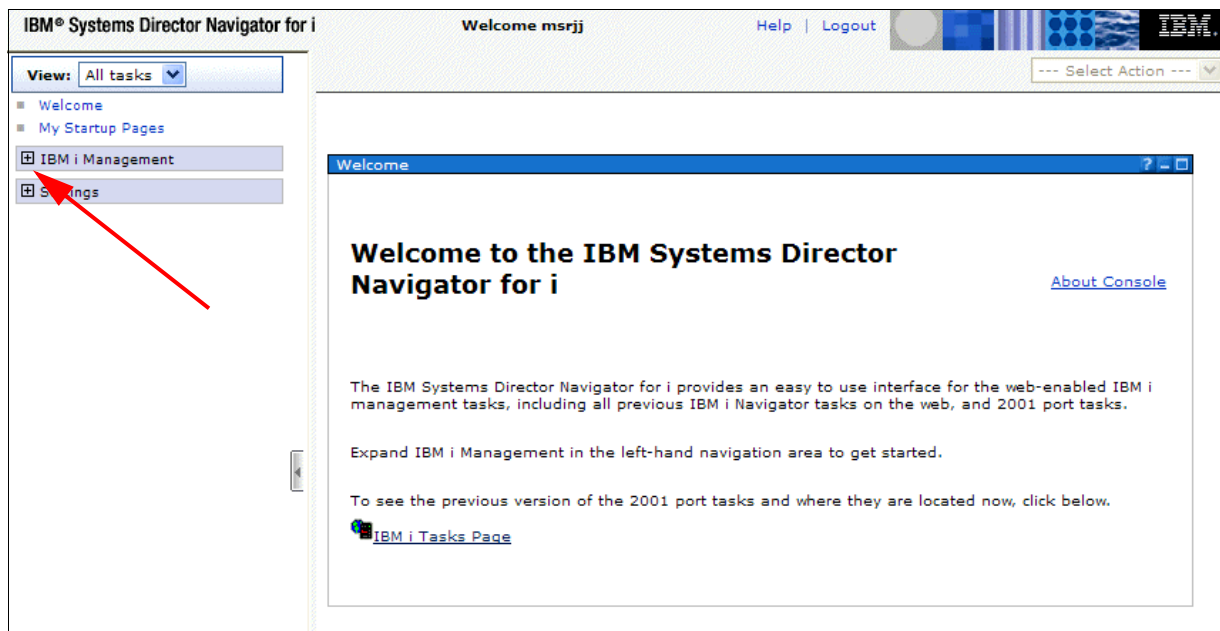 IBM® Systems Director Navigator for i
Welcome msrjj
Help | Logout
IBM.
View: All tasks
--- Select Action ---
Welcome
My Startup Pages
IBM i Management
Settings
Welcome
Welcome to the IBM Systems Director
Navigator for i
About Console
The IBM Systems Director Navigator for i provides an easy to use interface for the web-enabled IBM i
management tasks, including all previous IBM i Navigator tasks on the web, and 2001 port tasks.
Expand IBM i Management in the left-hand navigation area to get started.
To see the previous version of the 2001 port tasks and where they are located now, click below.
IBM i Tasks Page